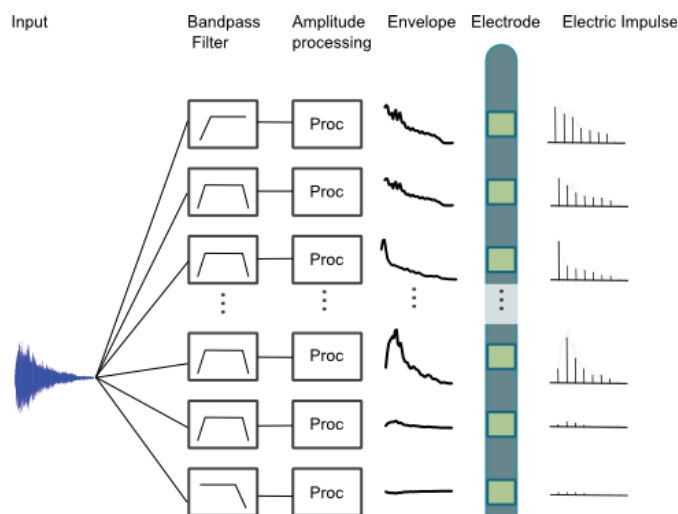 Input
Bandpass
Filter
Amplitude
processing
Envelope
Electrode
Electric Impulse
Proc
Proc
Proc
Proc
Proc
Proc